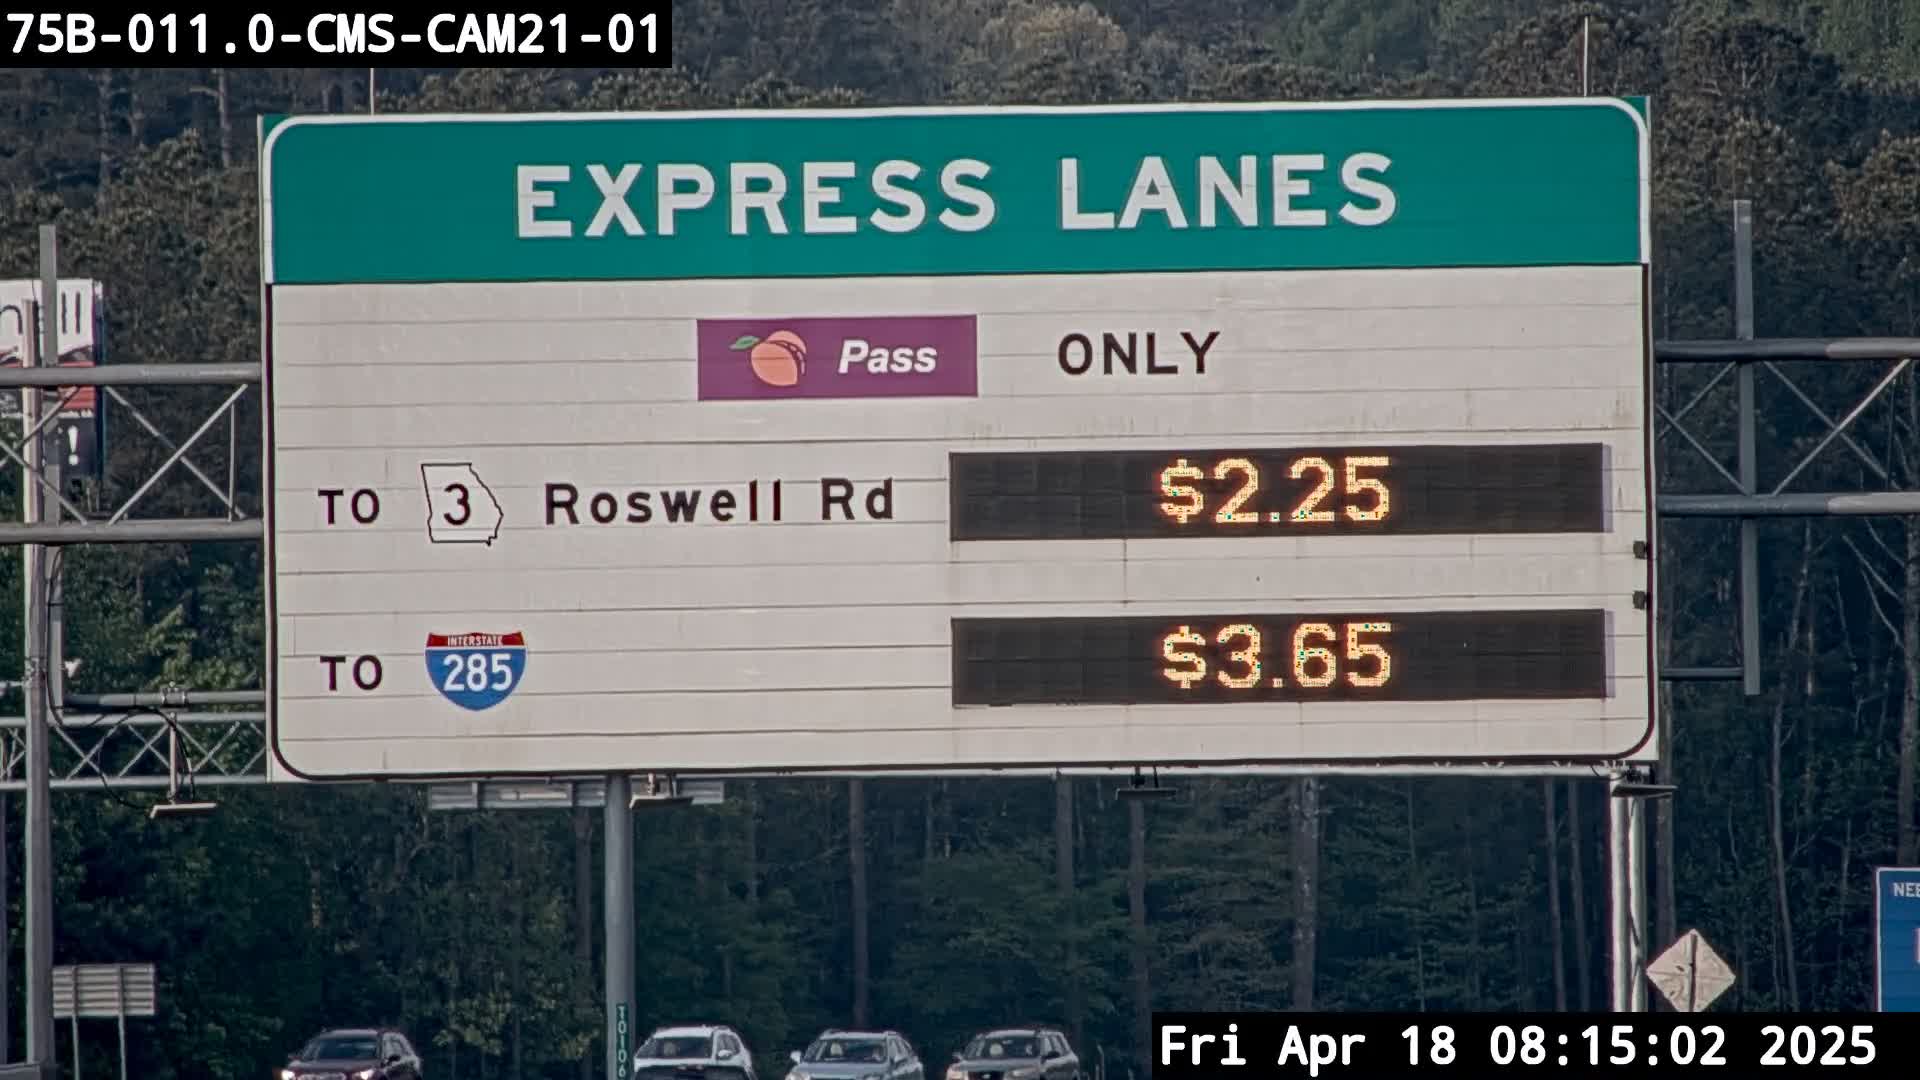 75B-011.0-CMS-CAM21-01
EXPRESS LANES
Pass ONLY
TO 3 Roswell Rd $2.25
INTERSTATE
TO 285 $3.65
!
TO106
Fri Apr 18 08:15:02 2025